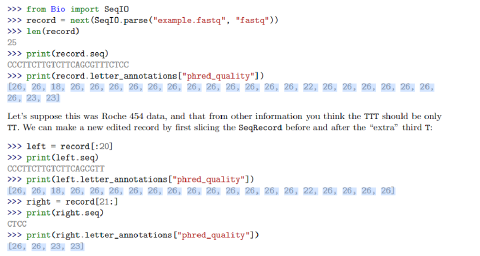 >>> from Bio import SeqIO
>>> record = next(SeqIO.parse("example.fastq", "fastq"))
>>> len(record)
25
>>> print(record.seq)
CCCTTCTTGTCTTCAGCGTTTCTCC
>>> print(record.letter_annotations["phred_quality"])
[26, 26, 18, 26, 26, 26, 26, 26, 26, 26, 26, 26, 26, 26, 26, 22, 26, 26, 26, 26, 26, 26,
26, 23, 23]
Let's suppose this was Roche 454 data, and that from other information you think the TTT should be only
TT. We can make a new edited record by first slicing the SeqRecord before and after the "extra" third T:
>>> left = record[:20]
>>> print(left.seq)
CCCTTCTTGTCTTCAGCGTT
>>> print(left.letter_annotations["phred_quality"])
[26, 26, 18, 26, 26, 26, 26, 26, 26, 26, 26, 26, 26, 26, 26, 22, 26, 26, 26, 26]
>>> right = record[21:]
>>> print(right.seq)
CTCC
>>> print(right.letter_annotations["phred_quality"])
[26, 26, 23, 23]